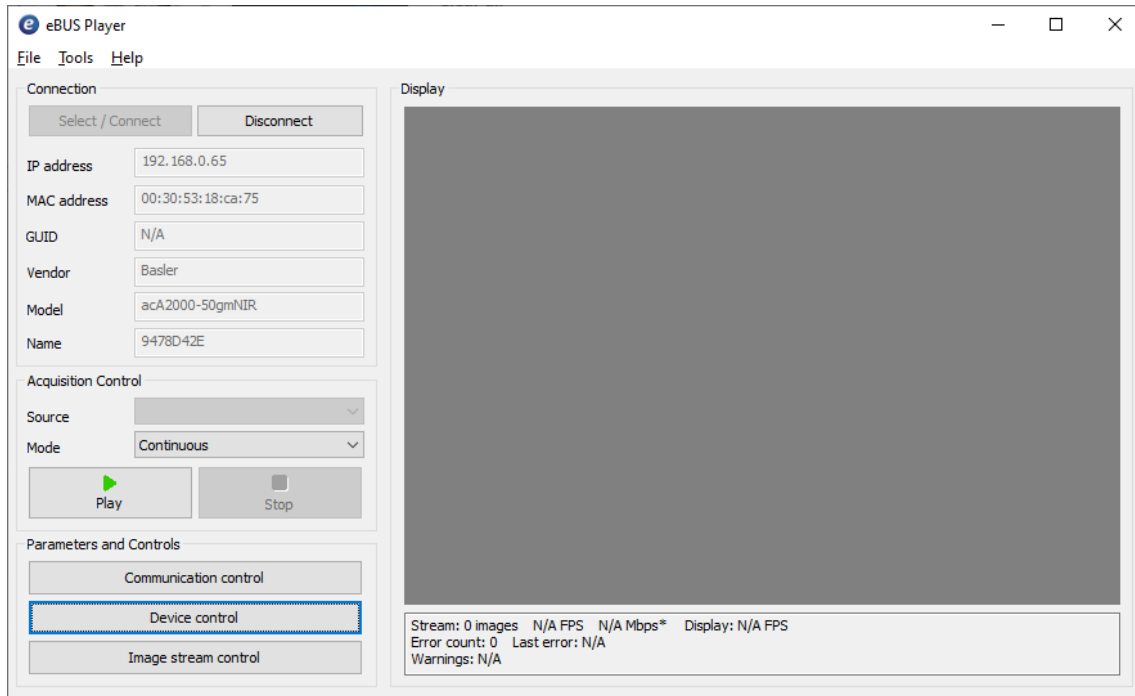 eBUS Player
File Tools Help
Connection
Select / Connect Disconnect
IP address 192.168.0.65
MAC address 00:30:53:18:ca:75
GUID N/A
Vendor Basler
Model acA2000-50gmNIR
Name 9478D42E
Acquisition Control
Source
Mode Continuous
Play Stop
Parameters and Controls
Communication control
Device control
Image stream control
Display
Stream: 0 images N/A FPS N/A Mbps* Display: N/A FPS
Error count: 0 Last error: N/A
Warnings: N/A